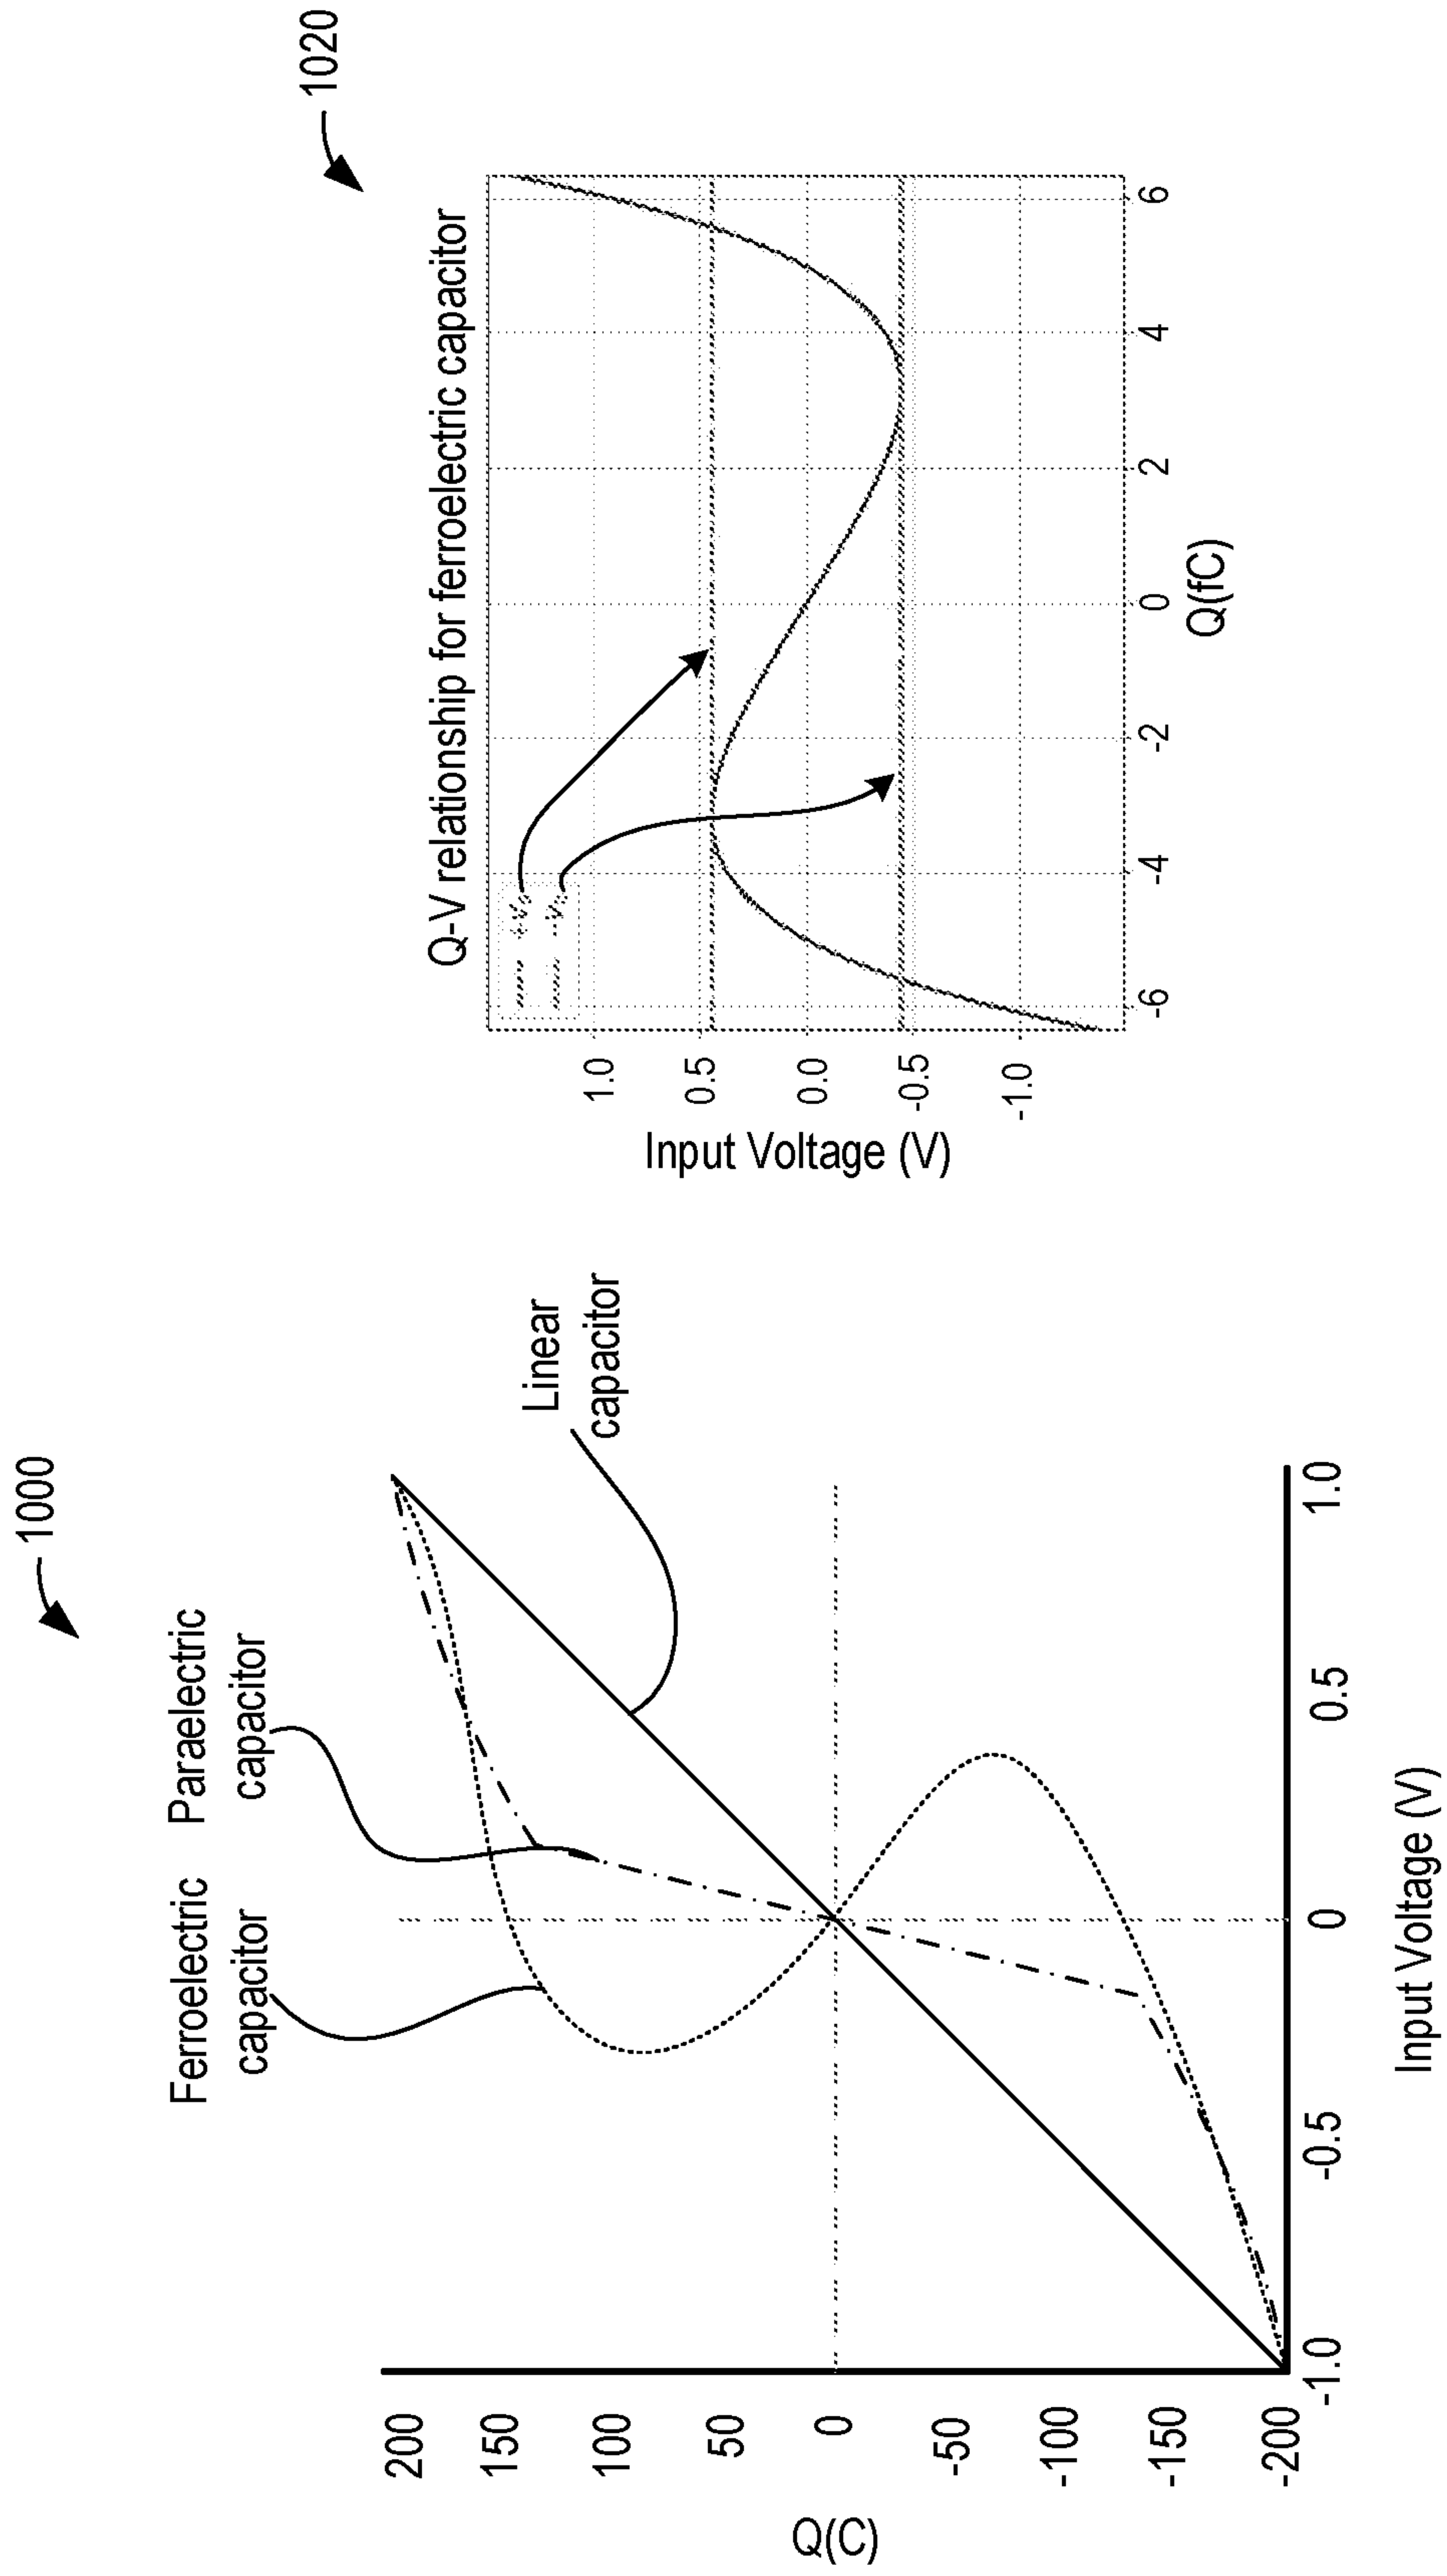 1000
Ferroelectric
capacitor
Paraelectric
capacitor
Linear
capacitor
Q(C)
200
150
100
50
0
-50
-100
-150
-200
-1.0
-0.5
0
0.5
1.0
Input Voltage (V)
1020
Q-V relationship for ferroelectric capacitor
Input Voltage (V)
1.0
0.5
0.0
-0.5
-1.0
-6
-4
-2
0
2
4
6
Q(fC)